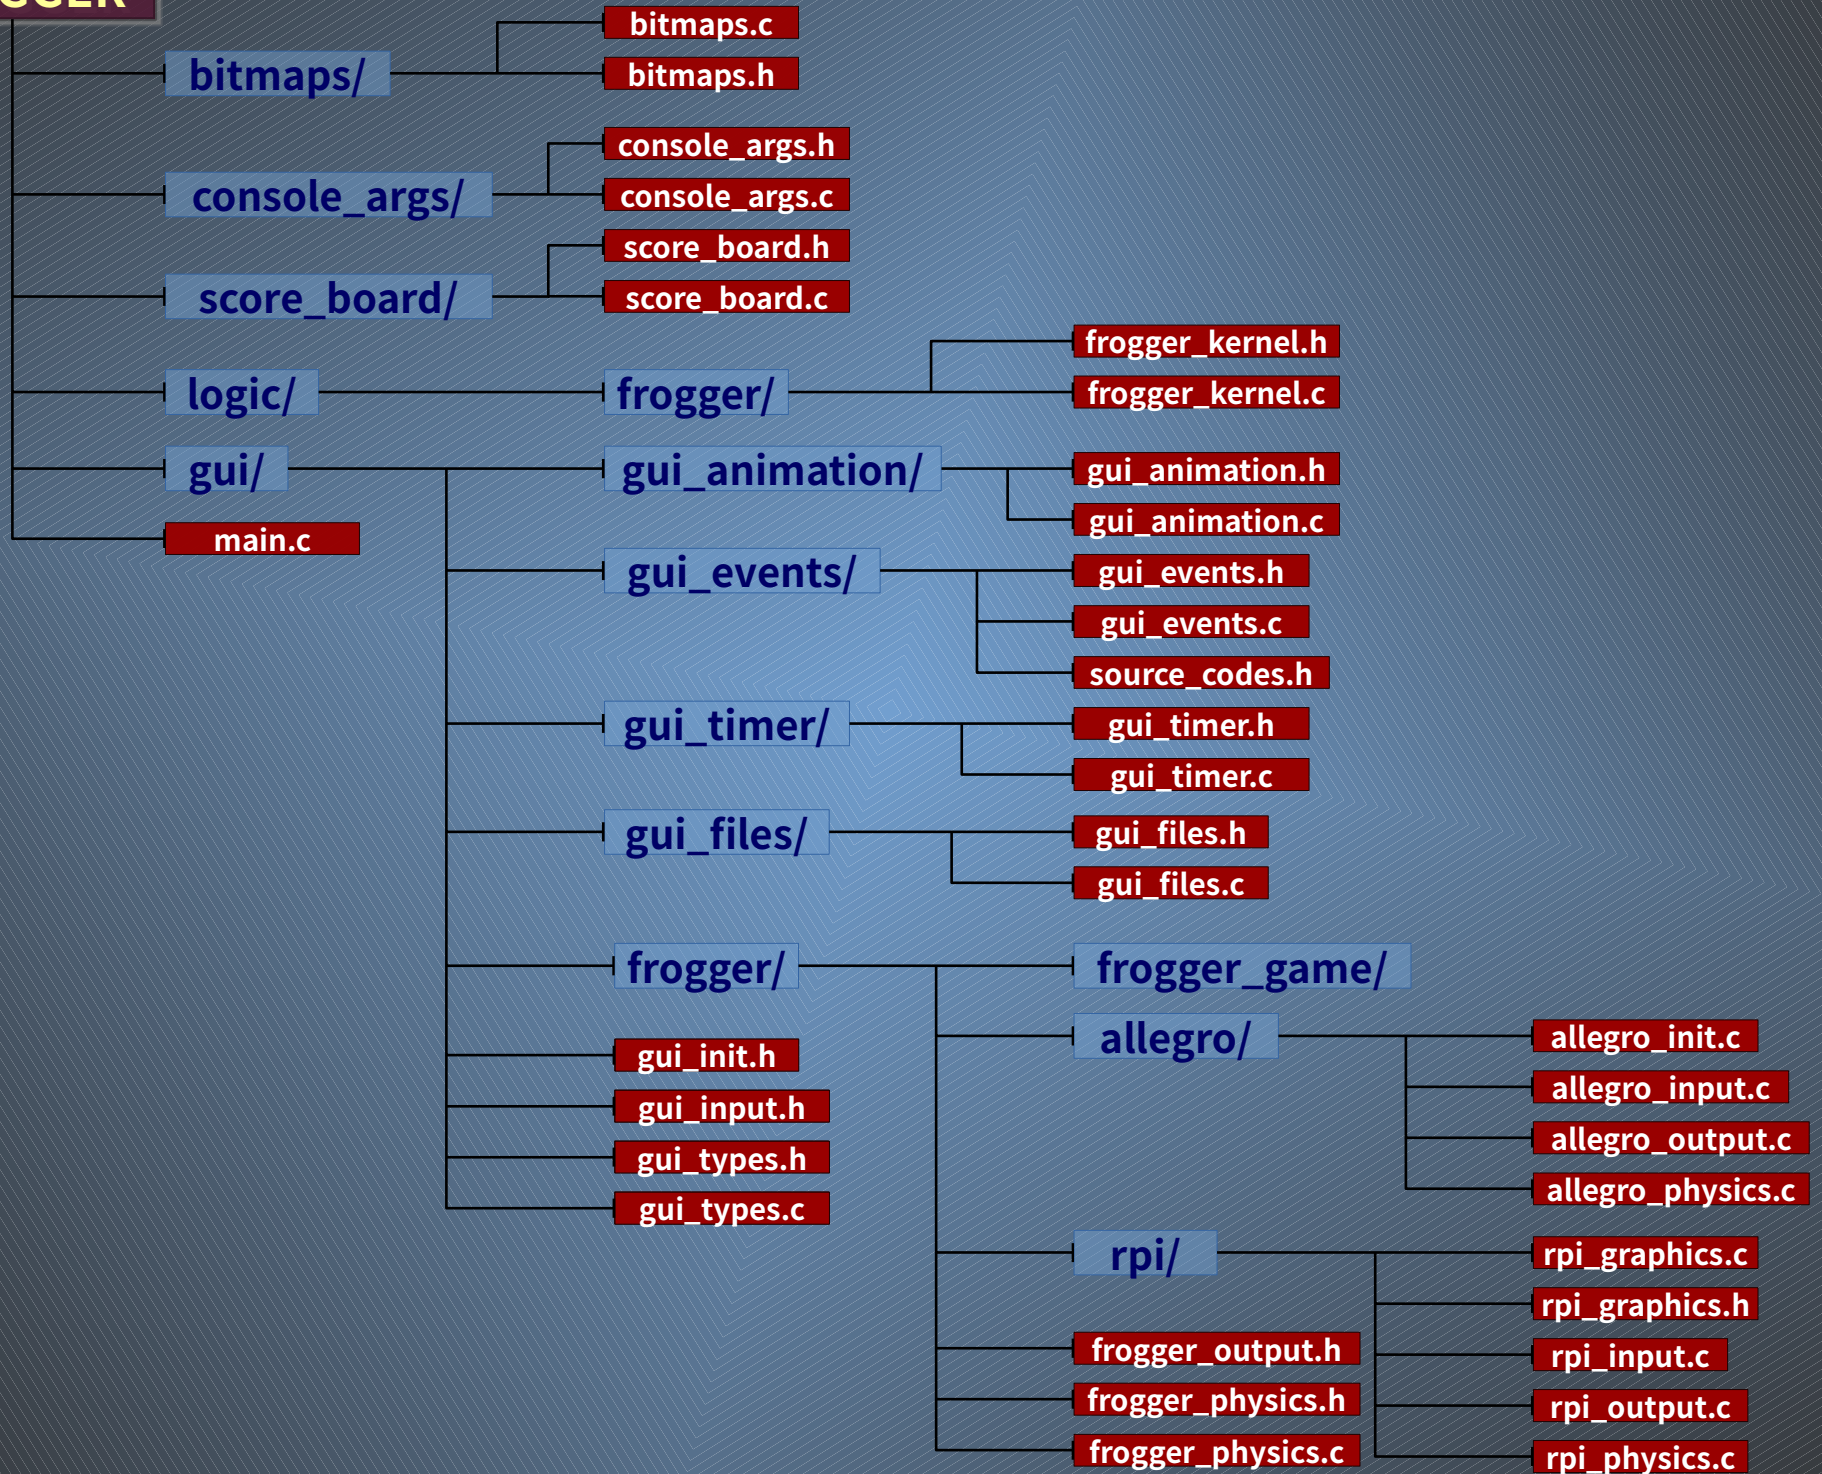 GGER
bitmaps/
bitmaps.c
bitmaps.h
console_args/
console_args.h
console_args.c
score_board/
score_board.h
score_board.c
logic/
frogger/
frogger_kernel.h
frogger_kernel.c
gui/
gui_animation/
gui_animation.h
gui_animation.c
main.c
gui_events/
gui_events.h
gui_events.c
source_codes.h
gui_timer/
gui_timer.h
gui_timer.c
gui_files/
gui_files.h
gui_files.c
frogger/
frogger_game/
allegro/
allegro_init.c
allegro_input.c
allegro_output.c
allegro_physics.c
gui_init.h
gui_input.h
gui_types.h
gui_types.c
rpi/
rpi_graphics.c
rpi_graphics.h
rpi_input.c
rpi_output.c
rpi_physics.c
frogger_output.h
frogger_physics.h
frogger_physics.c